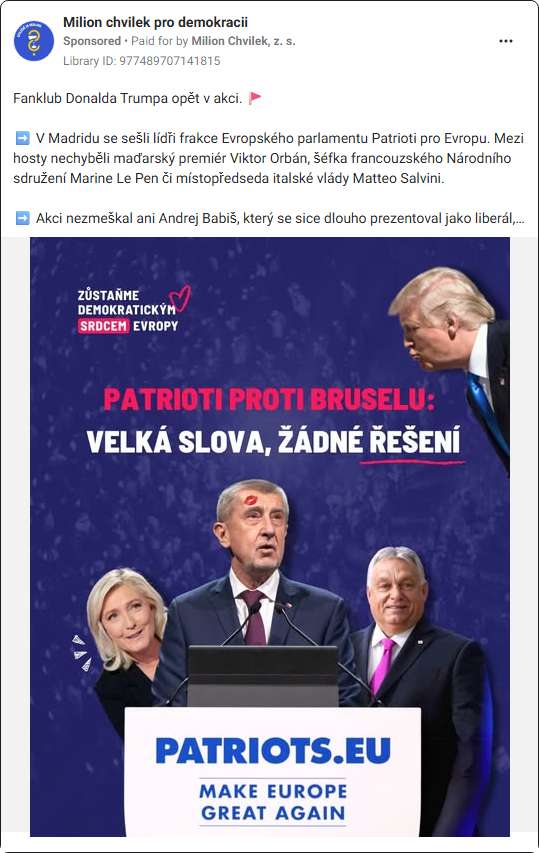 Milion chvilek pro demokracii
Sponsored • Paid for by Milion Chvilek, z. s.
Library ID: 977489707141815
Fanklub Donalda Trumpa opět v akci. 🚩
➡️ V Madridu se sešli lídři frakce Evropského parlamentu Patrioti pro Evropu. Mezi
hosty nechyběli maďarský premiér Viktor Orbán, šéfka francouzského Národního
sdružení Marine Le Pen či místopředseda italské vlády Matteo Salvini.
➡️ Akci nezmeškal ani Andrej Babiš, který se sice dlouho prezentoval jako liberál,...
ZŮSTAŇME
DEMOKRATICKÝM
SRDCEM EVROPY
PATRIOTI PROTI BRUSELU:
VELKÁ SLOVA, ŽÁDNÉ ŘEŠENÍ
PATRIOTS.EU
MAKE EUROPE
GREAT AGAIN